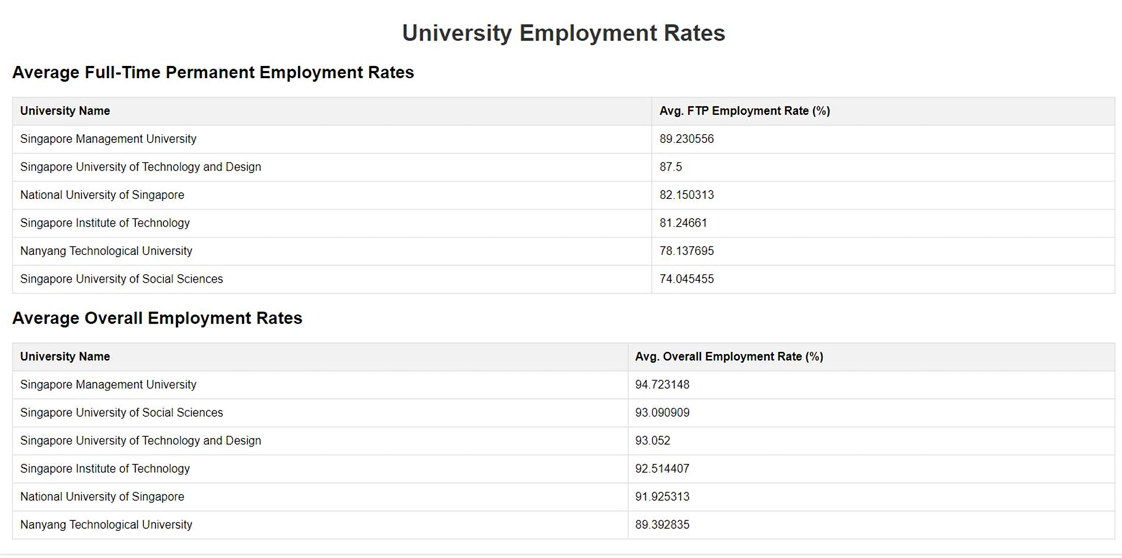 University Employment Rates
Average Full-Time Permanent Employment Rates
University Name Avg. FTP Employment Rate (%)
Singapore Management University 89.230556
Singapore University of Technology and Design 87.5
National University of Singapore 82.150313
Singapore Institute of Technology 81.24661
Nanyang Technological University 78.137695
Singapore University of Social Sciences 74.045455
Average Overall Employment Rates
University Name Avg. Overall Employment Rate (%)
Singapore Management University 94.723148
Singapore University of Social Sciences 93.090909
Singapore University of Technology and Design 93.052
Singapore Institute of Technology 92.514407
National University of Singapore 91.925313
Nanyang Technological University 89.392835